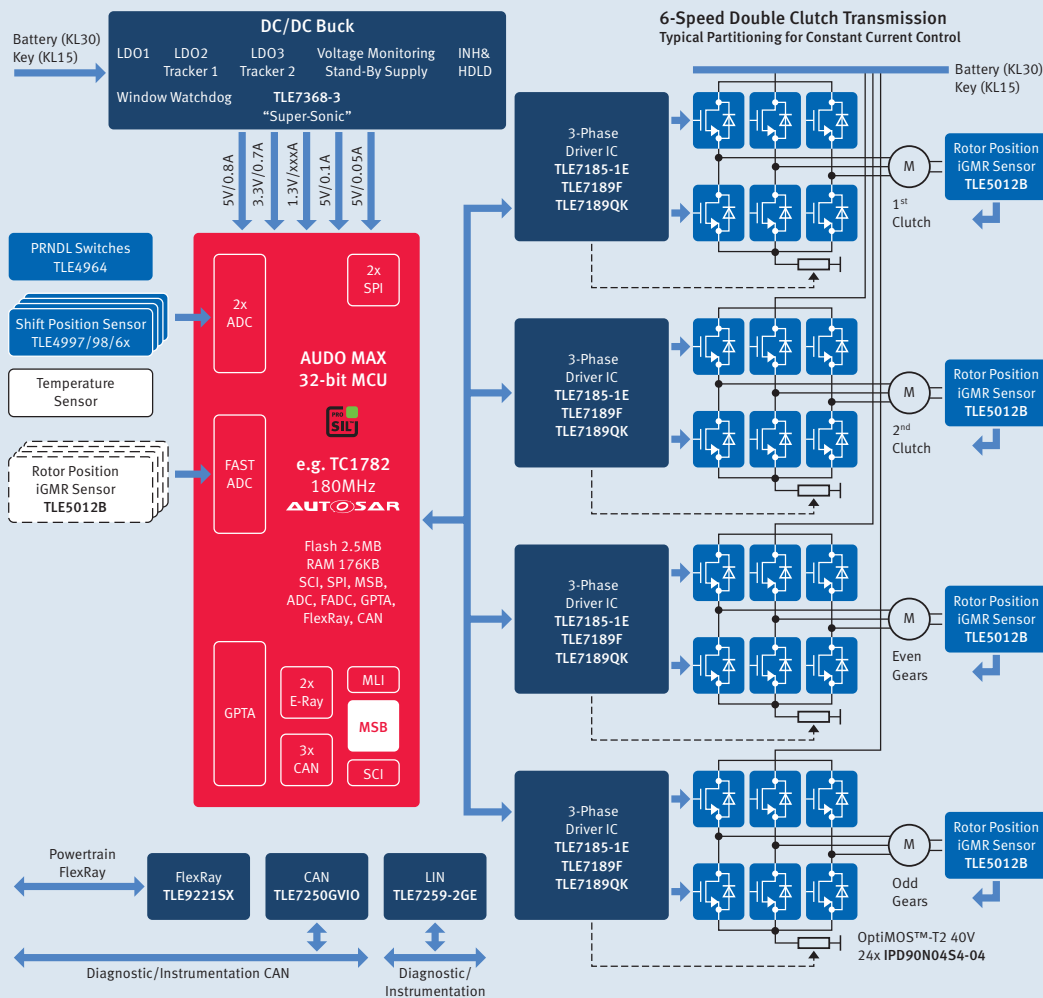 6-Speed Double Clutch Transmission
Typical Partitioning for Constant Current Control
Battery (KL30)
Key (KL15)
DC/DC Buck
LDO1
LDO2
Tracker 1
LDO3
Tracker 2
Voltage Monitoring
Stand-By Supply
INH&
HDLD
Window Watchdog
TLE7368-3
"Super-Sonic"
5V/0.8A
3.3V/0.7A
1.3V/xxxA
5V/0.1A
5V/0.05A
PRNDL Switches
TLE4964
Shift Position Sensor
TLE4997/98/6x
Temperature
Sensor
Rotor Position
iGMR Sensor
TLE5012B
2x
ADC
2x
SPI
AUDO MAX
32-bit MCU
PRO
SIL
FAST
ADC
e.g. TC1782
180MHz
AUTOSAR
Flash 2.5MB
RAM 176KB
SCI, SPI, MSB,
ADC, FADC, GPTA,
FlexRay, CAN
GPTA
2x
E-Ray
MLI
MSB
3x
CAN
SCI
Powertrain
FlexRay
FlexRay
TLE9221SX
CAN
TLE7250GVIO
LIN
TLE7259-2GE
Diagnostic/Instrumentation CAN
Diagnostic/
Instrumentation
Battery (KL30)
Key (KL15)
3-Phase
Driver IC
TLE7185-1E
TLE7189F
TLE7189QK
M
1st
Clutch
Rotor Position
iGMR Sensor
TLE5012B
3-Phase
Driver IC
TLE7185-1E
TLE7189F
TLE7189QK
M
2nd
Clutch
Rotor Position
iGMR Sensor
TLE5012B
3-Phase
Driver IC
TLE7185-1E
TLE7189F
TLE7189QK
M
Even
Gears
Rotor Position
iGMR Sensor
TLE5012B
3-Phase
Driver IC
TLE7185-1E
TLE7189F
TLE7189QK
M
Odd
Gears
Rotor Position
iGMR Sensor
TLE5012B
OptiMOS™-T2 40V
24x IPD90N04S4-04